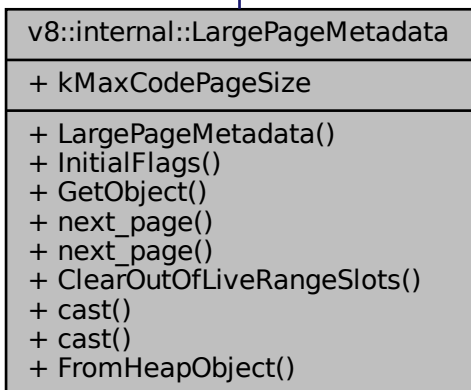 v8::internal::LargePageMetadata
+ kMaxCodePageSize
+ LargePageMetadata()
+ InitialFlags()
+ GetObject()
+ next_page()
+ next_page()
+ ClearOutOfLiveRangeSlots()
+ cast()
+ cast()
+ FromHeapObject()